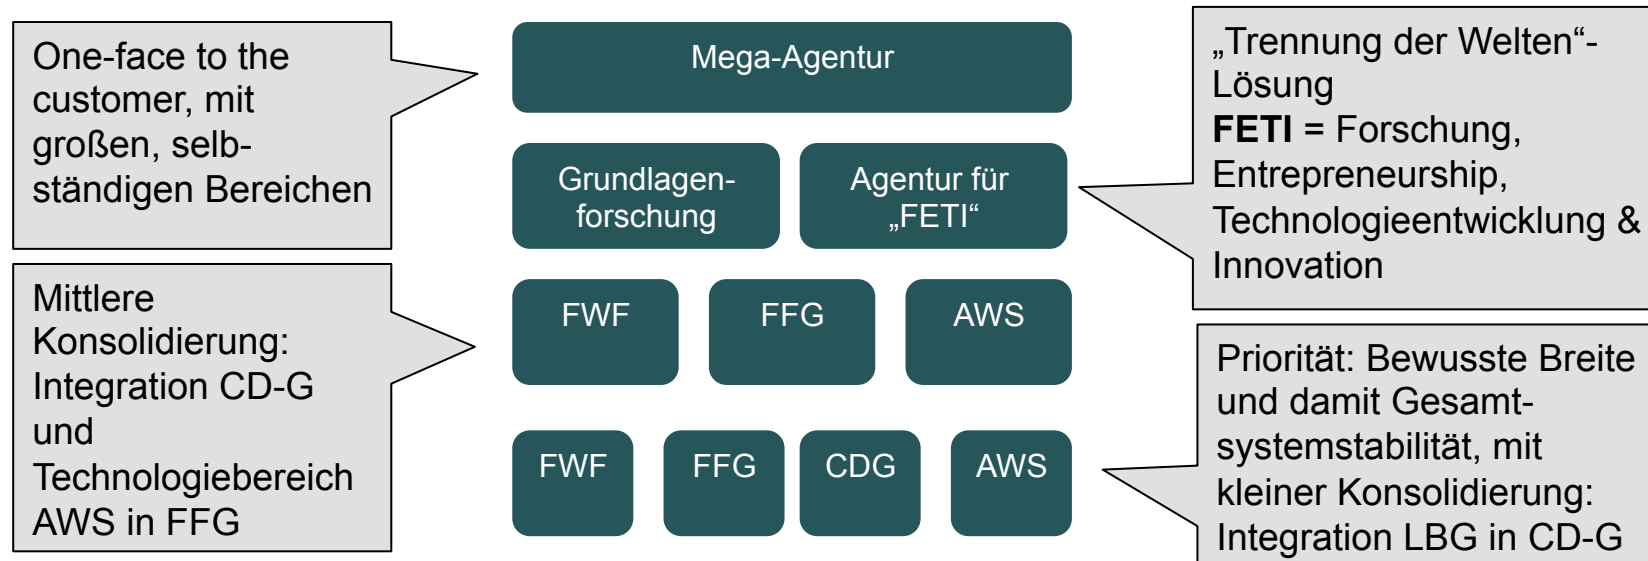 One-face to the
customer, mit
großen, selb-
ständigen Bereichen
Mega-Agentur
„Trennung der Welten“-
Lösung
FETI = Forschung,
Entrepreneurship,
Technologieentwicklung &
Innovation
Grundlagen-
forschung
Agentur für
„FETI“
Mittlere
Konsolidierung:
Integration CD-G
und
Technologiebereich
AWS in FFG
FWF
FFG
AWS
Priorität: Bewusste Breite
und damit Gesamt-
systemstabilität, mit
kleiner Konsolidierung:
Integration LBG in CD-G
FWF
FFG
CDG
AWS